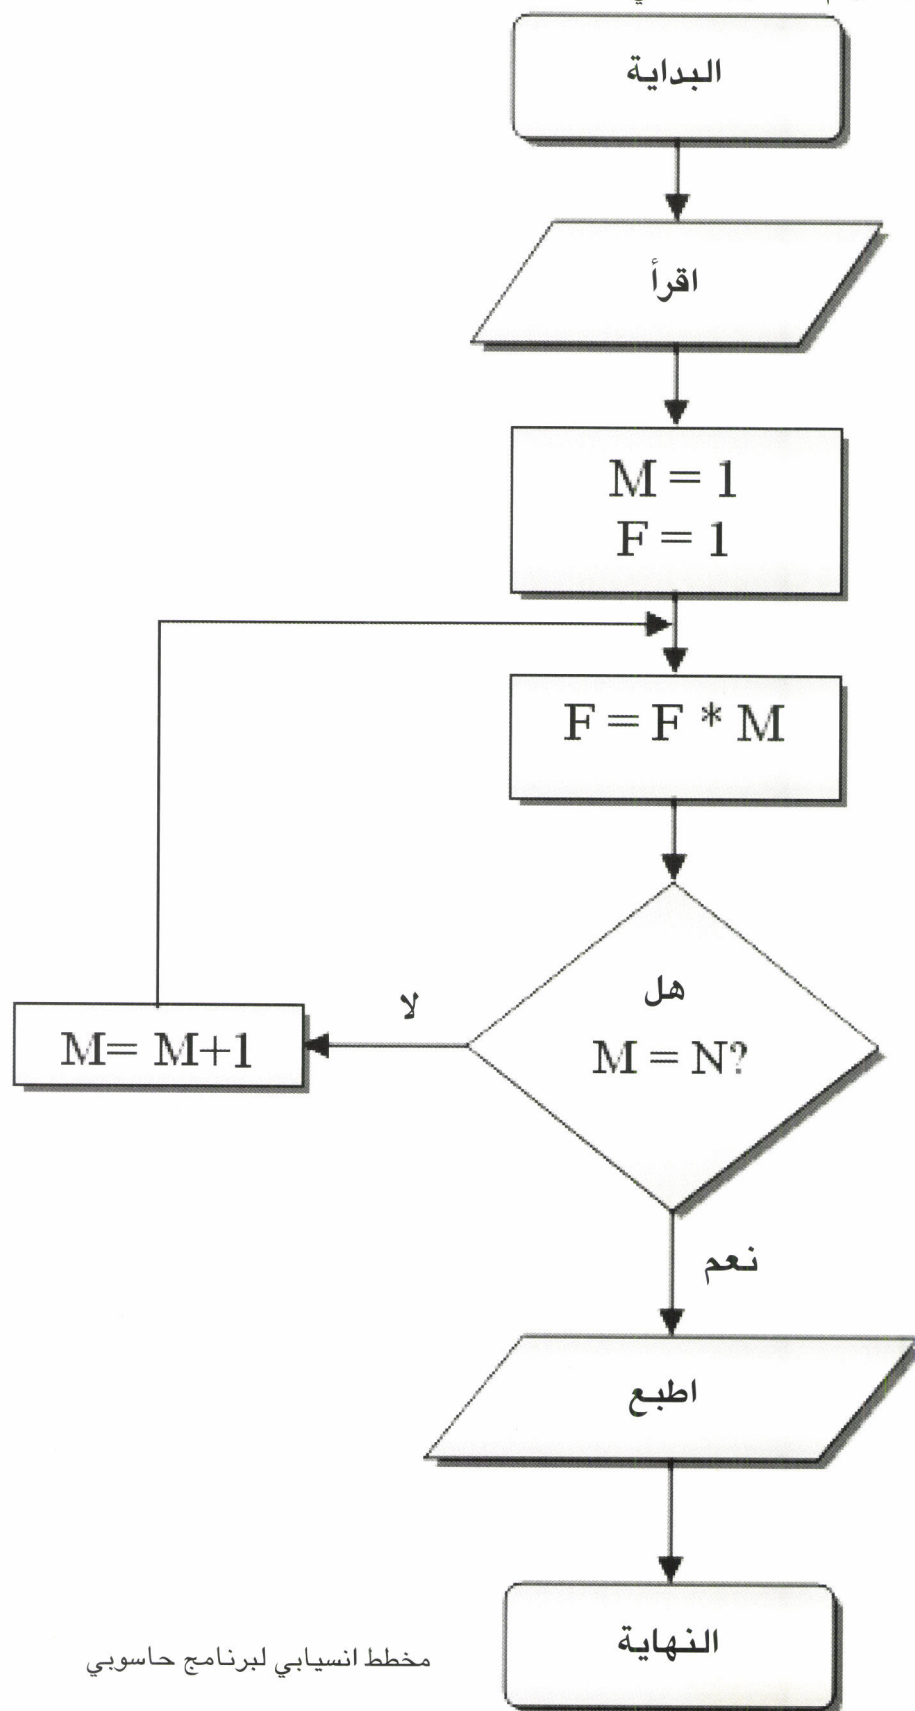 البداية
اقرأ
M = 1
F = 1
F = F * M
هل
M = N?
لا
M= M+1
نعم
اطبع
النهاية
مخطط انسيابي لبرنامج حاسوبي